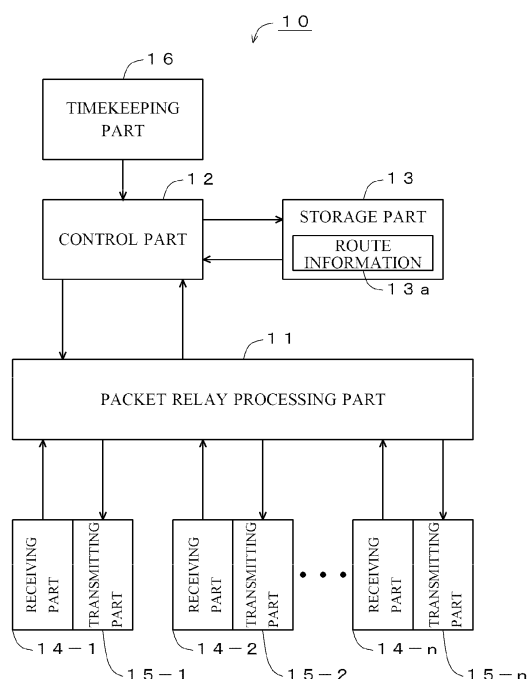 10
16
TIMEKEEPING
PART
12
CONTROL PART
13
STORAGE PART
ROUTE
INFORMATION
13a
11
PACKET RELAY PROCESSING PART
RECEIVING
PART
TRANSMITTING
PART
RECEIVING
PART
TRANSMITTING
PART
RECEIVING
PART
TRANSMITTING
PART
14-1
15-1
14-2
15-2
14-n
15-n